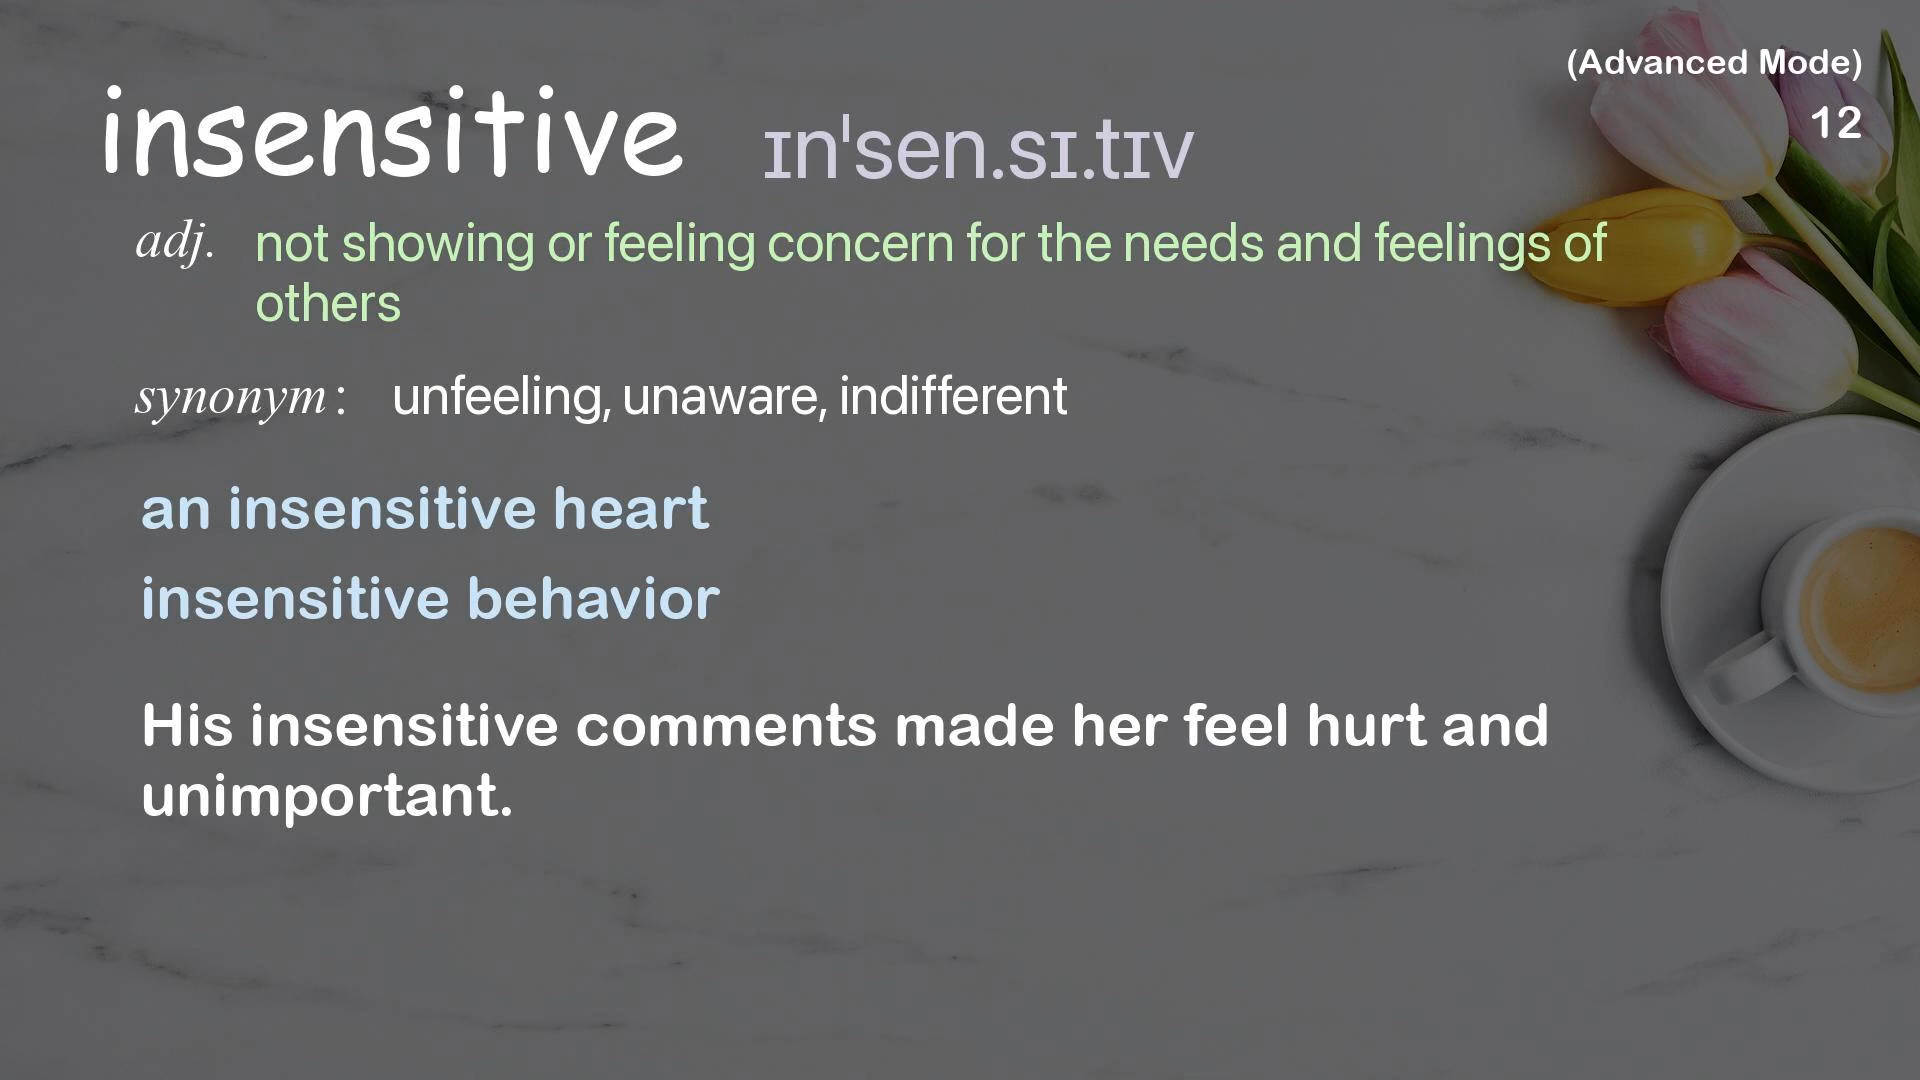 (Advanced Mode)
12
insensitive ɪnˈsen.sɪ.tɪv
adj. not showing or feeling concern for the needs and feelings of
others
synonym: unfeeling, unaware, indifferent
an insensitive heart
insensitive behavior
His insensitive comments made her feel hurt and
unimportant.